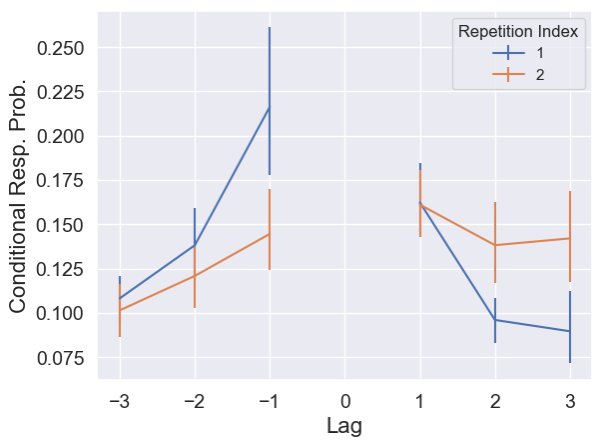 Repetition Index
1
2
0.250
0.225
0.200
0.175
0.150
0.125
0.100
0.075
Conditional Resp. Prob.
−3 −2 −1 0 1 2 3
Lag